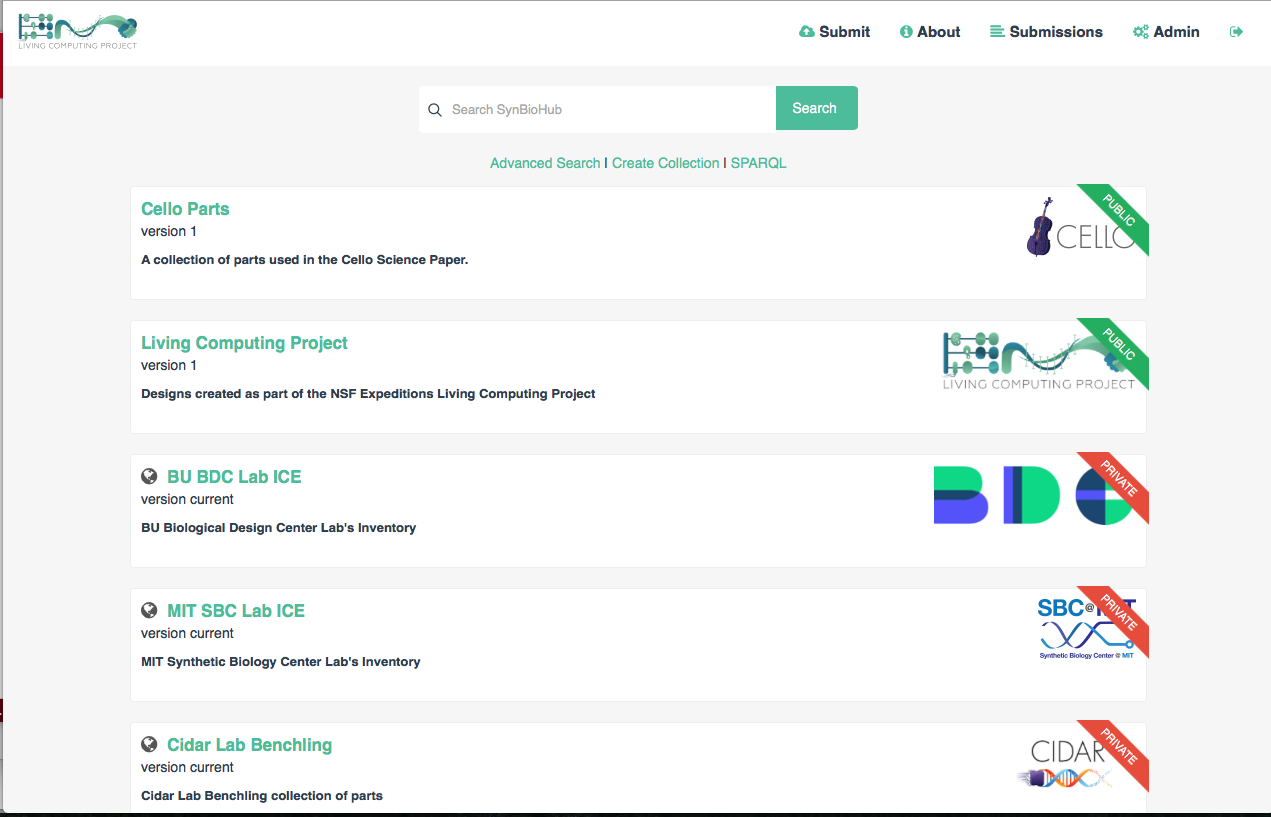 LIVING COMPUTING PROJECT
Submit About Submissions Admin
Search SynBioHub Search
Advanced Search | Create Collection | SPARQL
Cello Parts
version 1
A collection of parts used in the Cello Science Paper.
CELLO
PUBLIC
Living Computing Project
version 1
Designs created as part of the NSF Expeditions Living Computing Project
LIVING COMPUTING PROJECT
PUBLIC
BU BDC Lab ICE
version current
BU Biological Design Center Lab's Inventory
BDC
PRIVATE
MIT SBC Lab ICE
version current
MIT Synthetic Biology Center Lab's Inventory
SBC@MIT
Synthetic Biology Center @ MIT
PRIVATE
Cidar Lab Benchling
version current
Cidar Lab Benchling collection of parts
CIDAR
PRIVATE